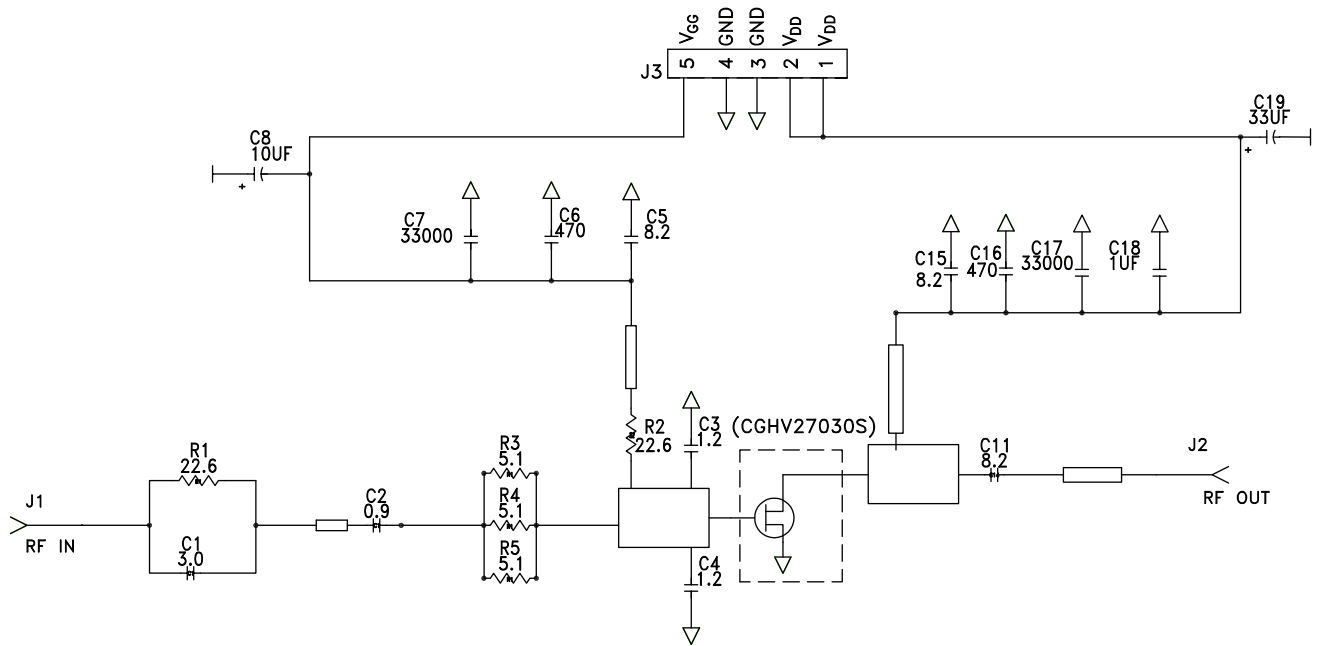 VGG
GND
GND
VDD
VDD
J3
5
4
3
2
1
C8
10UF
+
C19
33UF
+
C7
33000
C6
470
C5
8.2
C15
8.2
C16
470
C17
33000
C18
1UF
R2
22.6
C3
1.2
(CGHV27030S)
C11
8.2
J2
RF OUT
R1
22.6
J1
RF IN
C1
3.0
C2
0.9
R3
5.1
R4
5.1
R5
5.1
C4
1.2